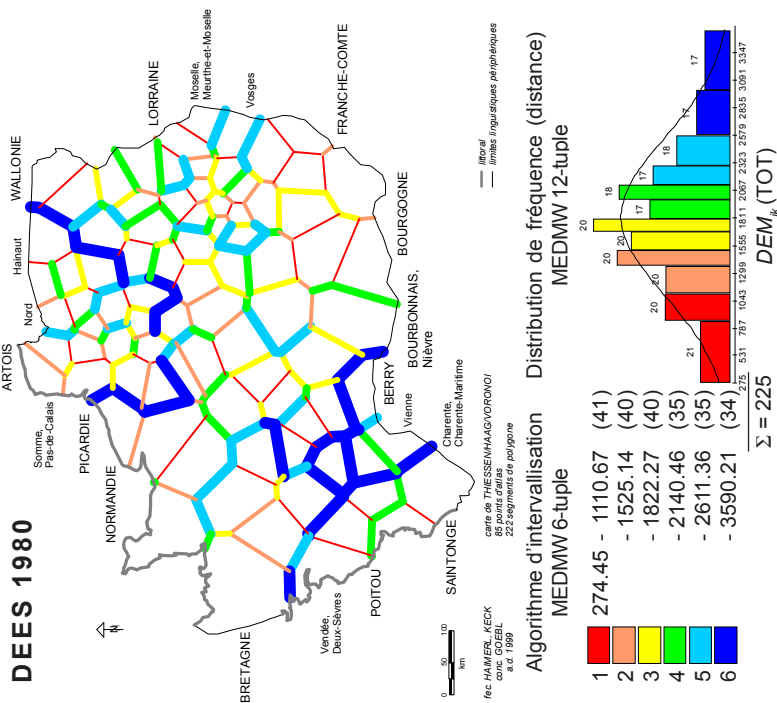 DEES 1980
N
ARTOIS
Nord
Hainaut
WALLONIE
LORRAINE
Moselle,
Meurthe-et-Moselle
Vosges
FRANCHE-COMTE
BOURGOGNE
BOURBONNAIS,
Nièvre
BERRY
Vienne
Charente,
Charente-Maritime
SAINTONGE
POITOU
Vendée,
Deux-Sèvres
BRETAGNE
NORMANDIE
PICARDIE
Somme,
Pas-de-Calais
0 50 100
km
fec. HAIMERL, KECK
conc. GOEBL
a.d. 1999
carte de THIESSEN/HAAG/VORONOI
85 points d'atlas
222 segments de polygone
littoral
limites linguistiques périphériques
Algorithme d'intervallisation
MEDMW 6-tuple
1 274.45 - 1110.67 (41)
2 - 1525.14 (40)
3 - 1822.27 (40)
4 - 2140.46 (35)
5 - 2611.36 (35)
6 - 3590.21 (34)
Σ = 225
Distribution de fréquence (distance)
MEDMW 12-tuple
21 20 20 20 20 20 17 18 17 18 17 17
275 531 787 1043 1299 1555 1811 2067 2323 2579 2835 3091 3347
DEM ik (TOT)